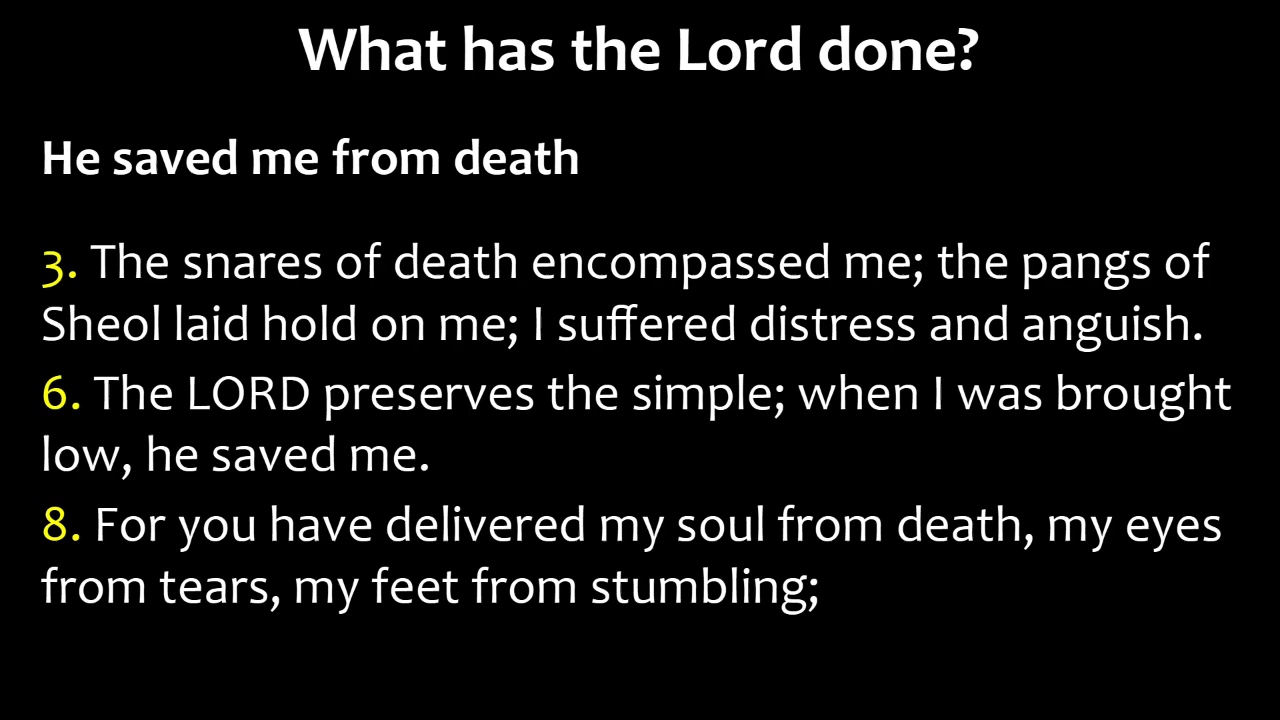 What has the Lord done?
He saved me from death
3. The snares of death encompassed me; the pangs of
Sheol laid hold on me; I suffered distress and anguish.
6. The LORD preserves the simple; when I was brought
low, he saved me.
8. For you have delivered my soul from death, my eyes
from tears, my feet from stumbling;